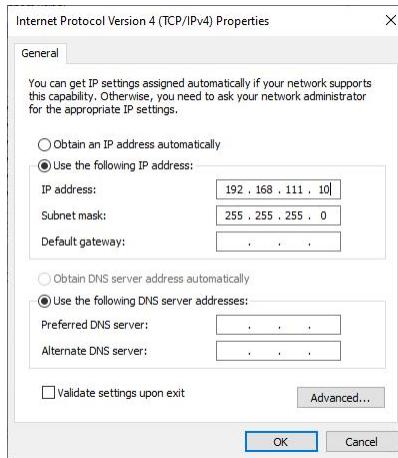 Internet Protocol Version 4 (TCP/IPv4) Properties
General
You can get IP settings assigned automatically if your network supports
this capability. Otherwise, you need to ask your network administrator
for the appropriate IP settings.
Obtain an IP address automatically
Use the following IP address:
IP address: 192 . 168 . 111 . 10
Subnet mask: 255 . 255 . 255 . 0
Default gateway: . . .
Obtain DNS server address automatically
Use the following DNS server addresses:
Preferred DNS server: . . .
Alternate DNS server: . . .
Validate settings upon exit
Advanced...
OK Cancel